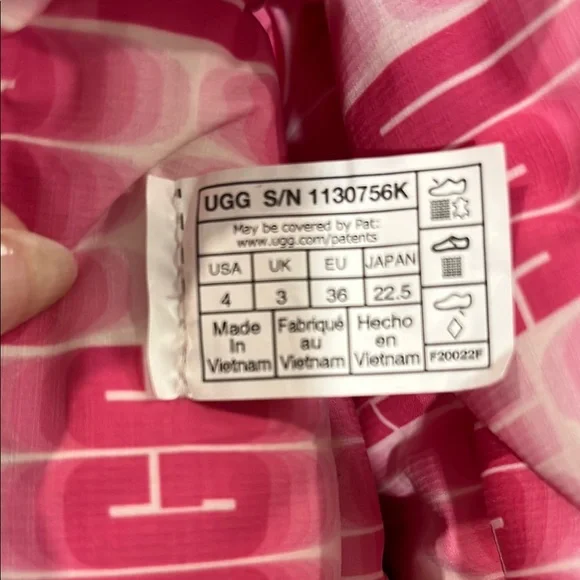 UGG S/N 1130756K
May be covered by Pat:
www.ugg.com/patents
USA UK EU JAPAN
4 3 36 22.5
Made In Vietnam
Fabriqué au Vietnam
Hecho en Vietnam
F20022F
G